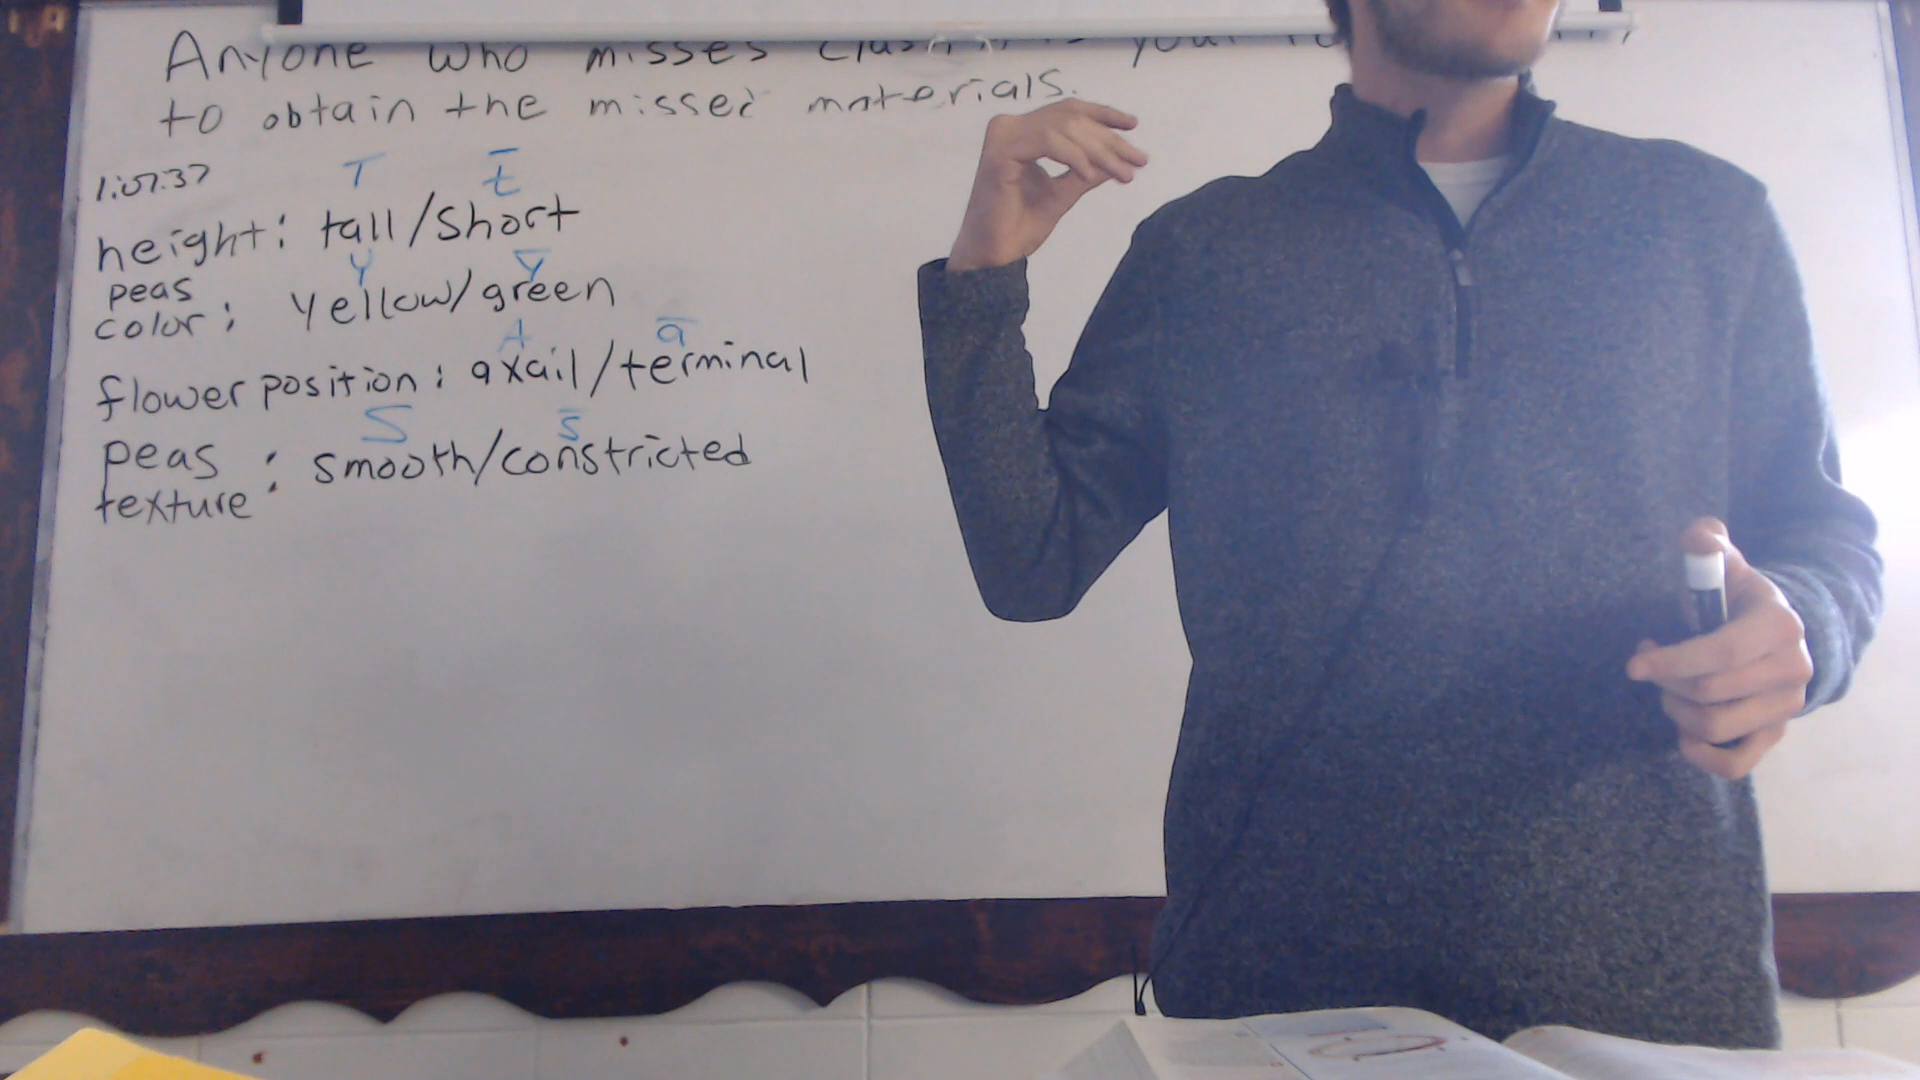 Anyone who misses your
to obtain the missed materials.
1:07:37
T t̅
height: tall/short
Y y̅
peas
color: yellow/green
A a̅
flower position: axail/terminal
S s̅
peas
texture: smooth/constricted